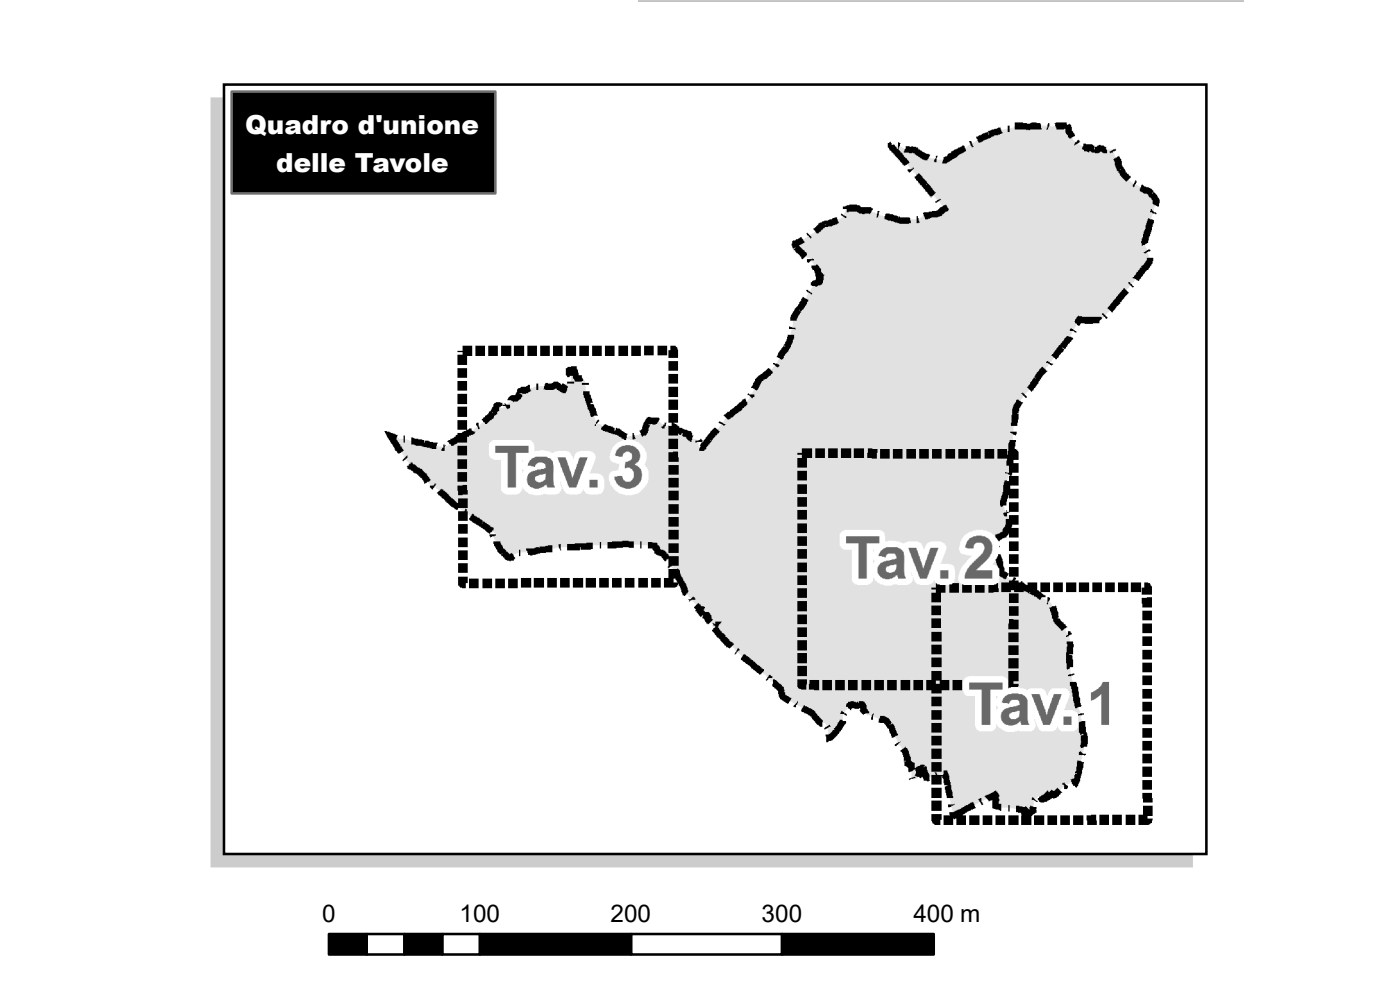 Quadro d'unione
delle Tavole
Tav. 3
Tav. 2
Tav. 1
0 100 200 300 400 m